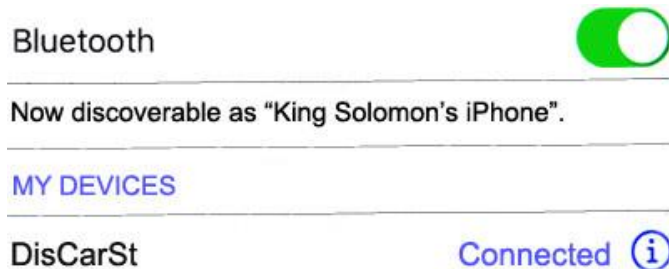 Bluetooth
Now discoverable as “King Solomon’s iPhone”.
MY DEVICES
DisCarSt
Connected